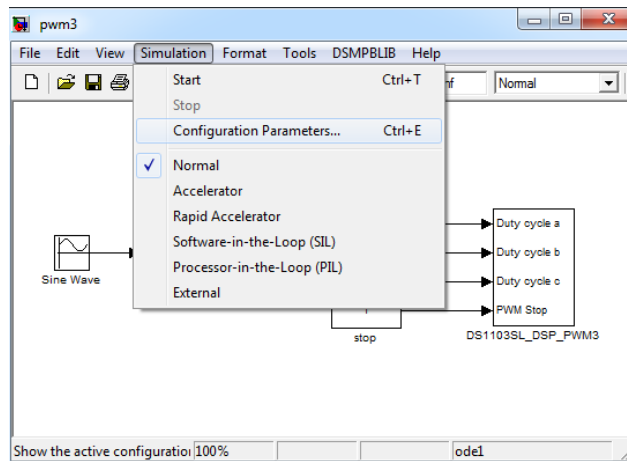 pwm3
File Edit View Simulation Format Tools DSMPBLIB Help
Normal
Start Ctrl+T
Stop
Configuration Parameters... Ctrl+E
Normal
Accelerator
Rapid Accelerator
Software-in-the-Loop (SIL)
Processor-in-the-Loop (PIL)
External
Sine Wave
Duty cycle a
Duty cycle b
Duty cycle c
PWM Stop
stop
DS1103SL_DSP_PWM3
Show the active configuration 100% ode1